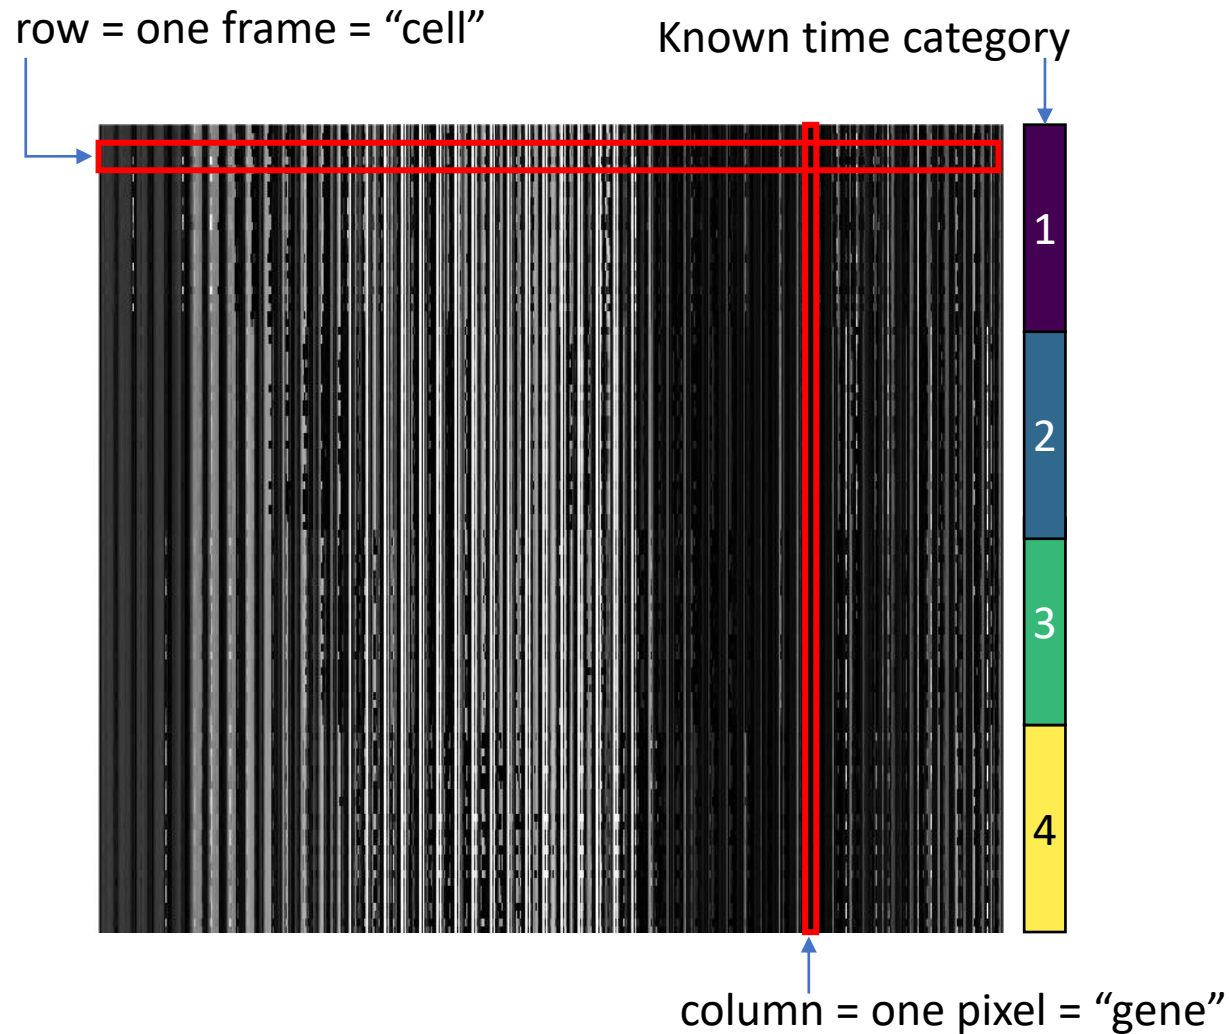 row = one frame = “cell”
Known time category
1
2
3
4
column = one pixel = “gene”